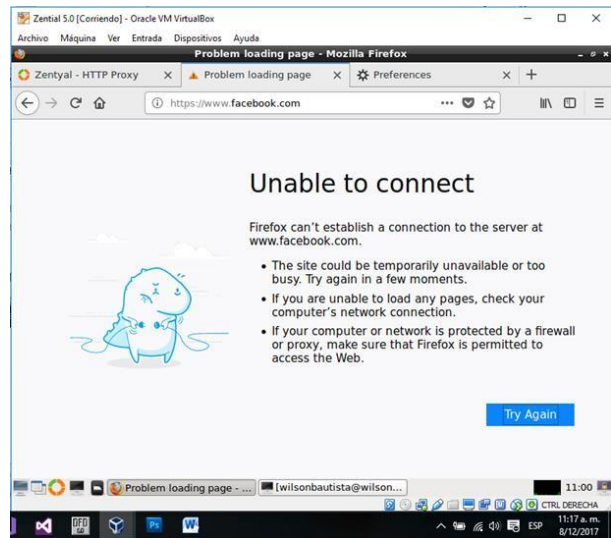 Zential 5.0 [Corriendo] - Oracle VM VirtualBox
Archivo Máquina Ver Entrada Dispositivos Ayuda
Problem loading page - Mozilla Firefox
Zentyal - HTTP Proxy
Problem loading page
Preferences
https://www.facebook.com
Unable to connect
Firefox can't establish a connection to the server at
www.facebook.com.
• The site could be temporarily unavailable or too
busy. Try again in a few moments.
• If you are unable to load any pages, check your
computer's network connection.
• If your computer or network is protected by a firewall
or proxy, make sure that Firefox is permitted to
access the Web.
Try Again
Problem loading page - ...
[wilsonbautista@wilson...
11:00
CTRL DERECHA
DFD
Ps
W
ESP
11:17 a. m.
8/12/2017